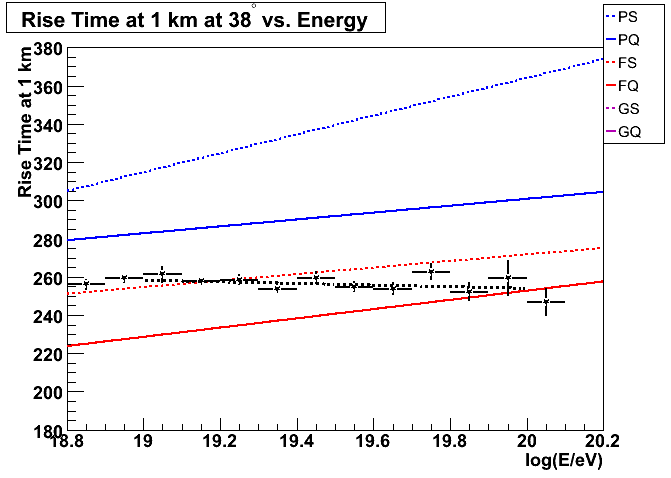 Rise Time at 1 km at 38° vs. Energy
PS
PQ
FS
FQ
GS
GQ
Rise Time at 1 km
380
360
340
320
300
280
260
240
220
200
180
18.8
19
19.2
19.4
19.6
19.8
20
20.2
log(E/eV)